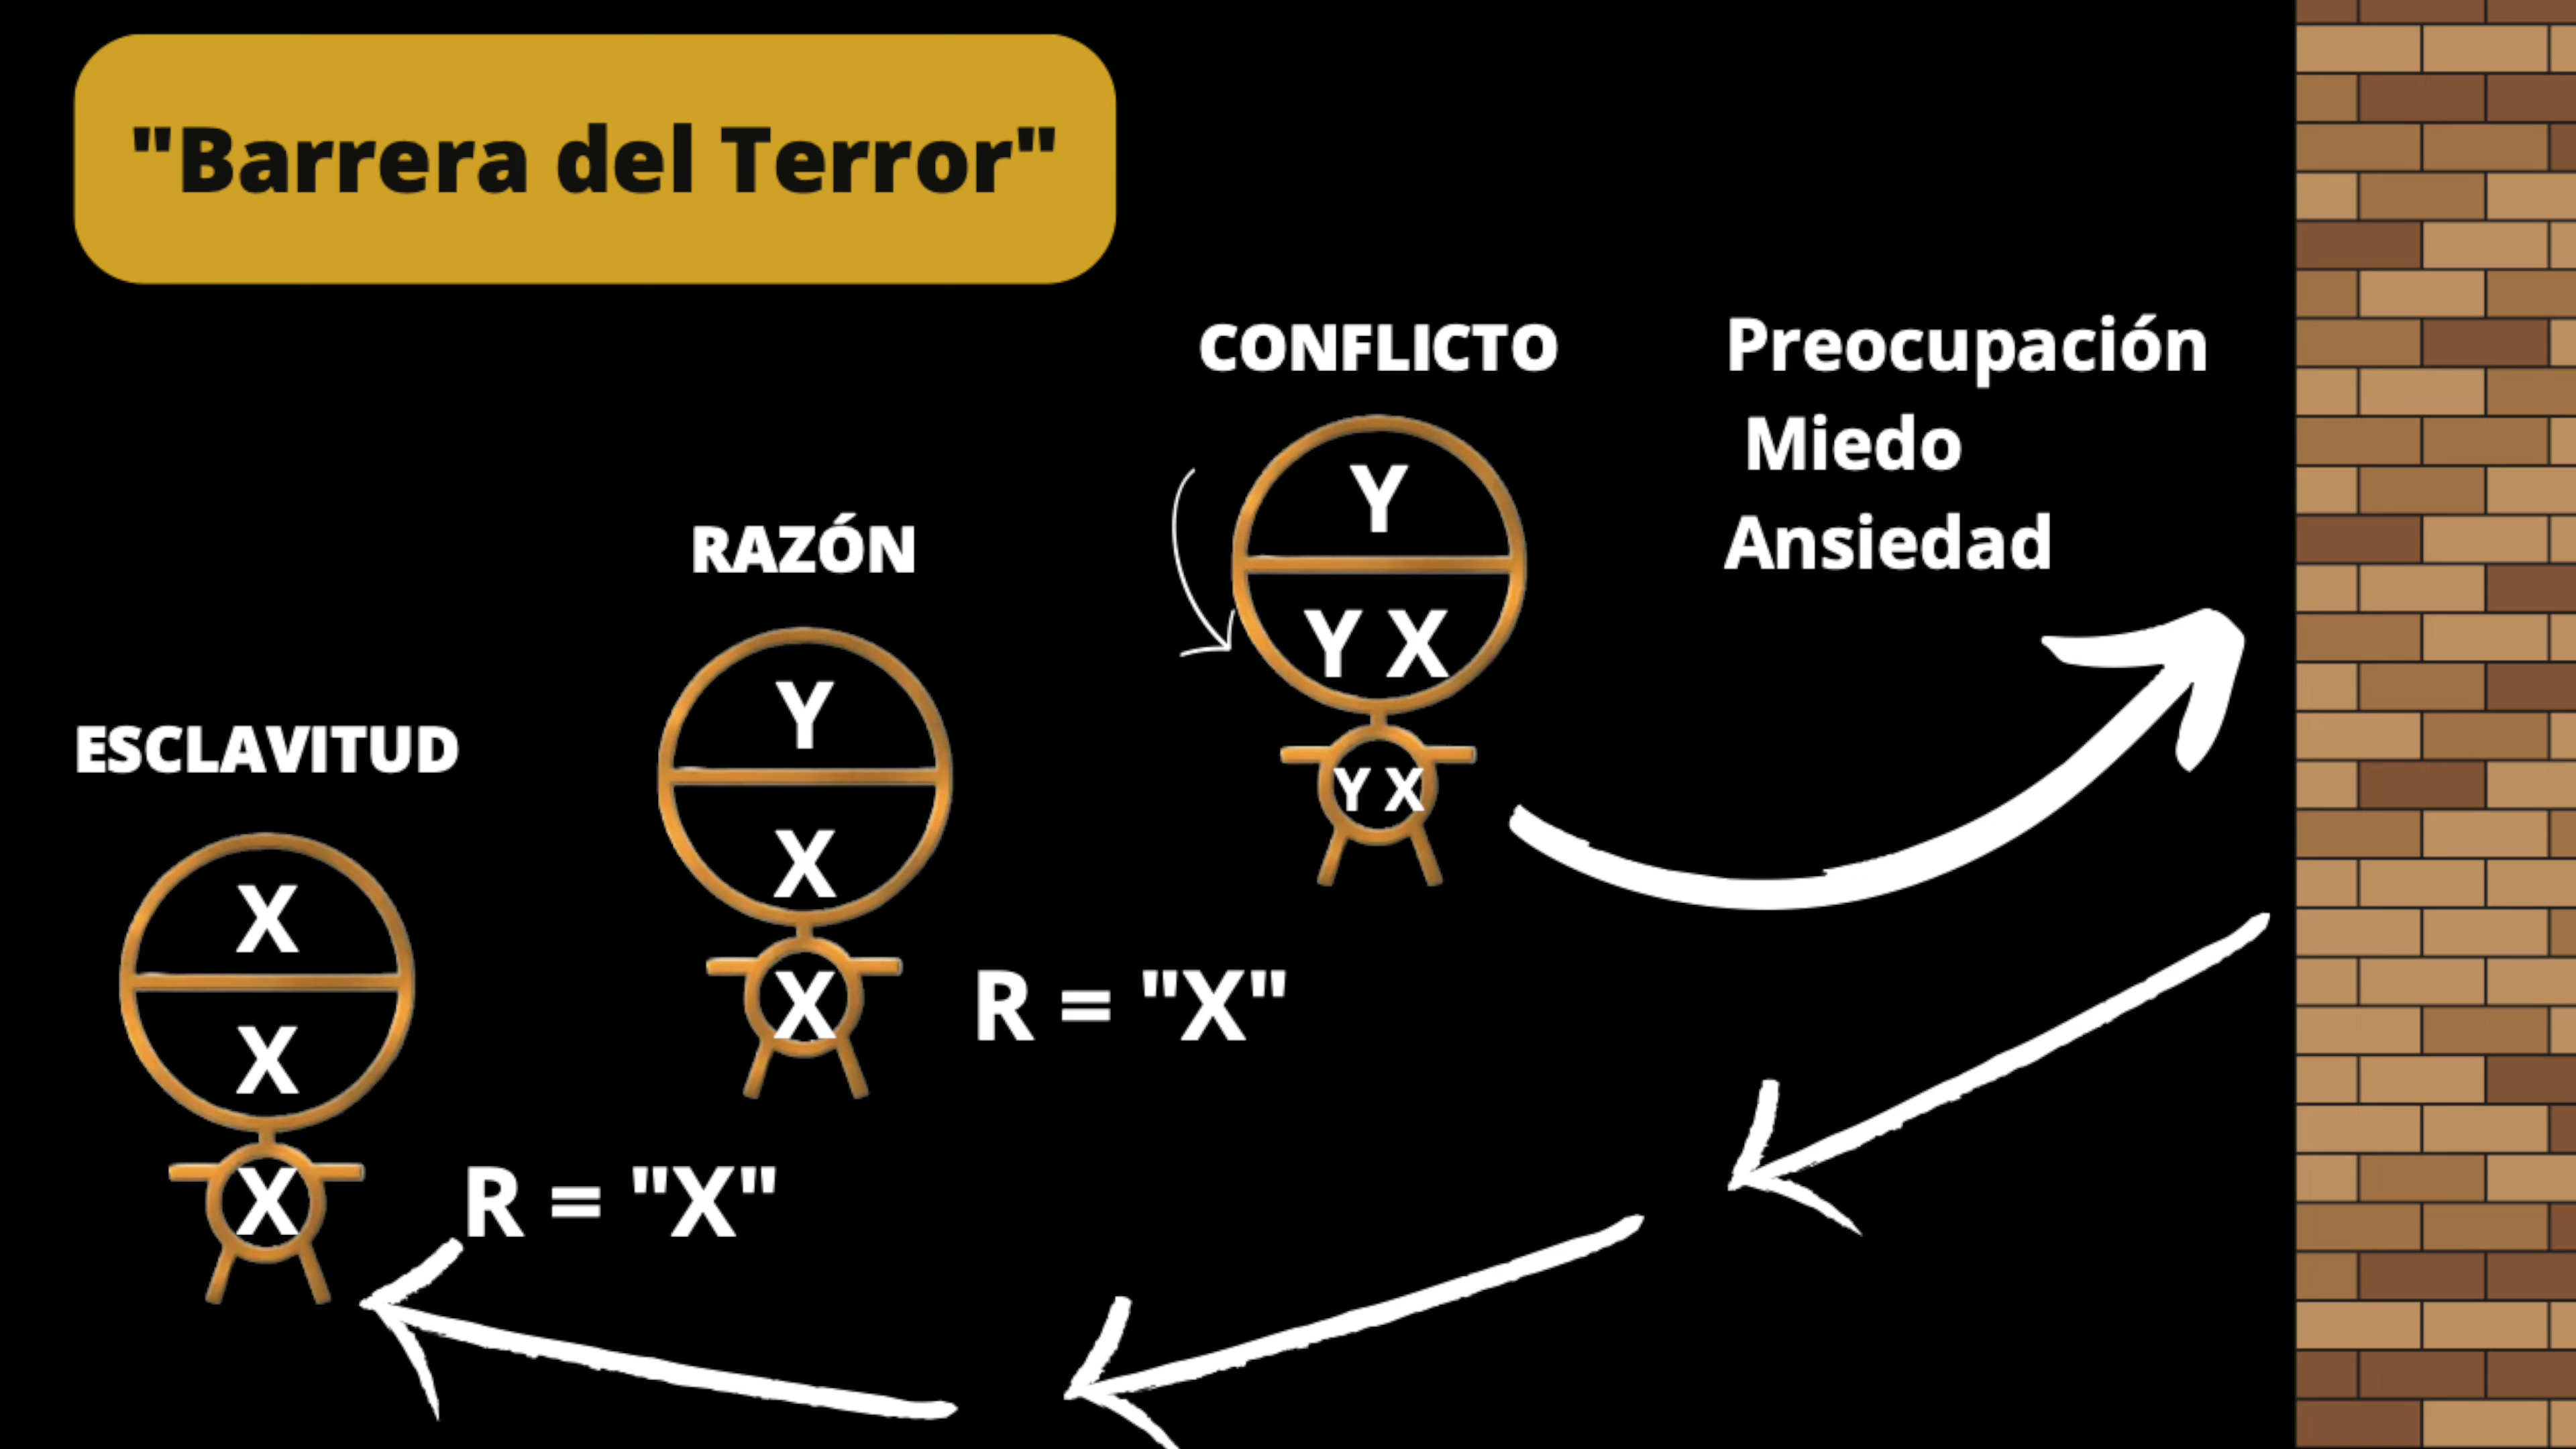 "Barrera del Terror"
CONFLICTO
Preocupación
Miedo
Ansiedad
Y
Y X
Y X
RAZÓN
Y
X
X
R = "X"
ESCLAVITUD
X
X
X
R = "X"